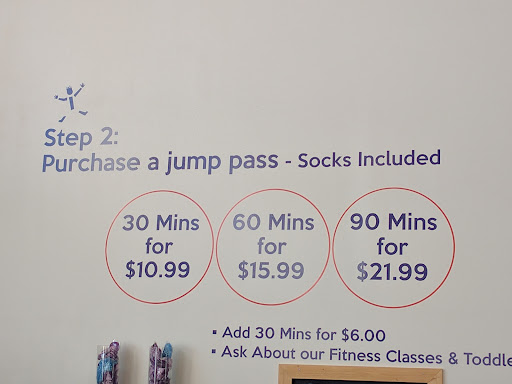 Step 2:
Purchase a jump pass - Socks Included
30 Mins
for
$10.99
60 Mins
for
$15.99
90 Mins
for
$21.99
▪ Add 30 Mins for $6.00
▪ Ask About our Fitness Classes & Toddle